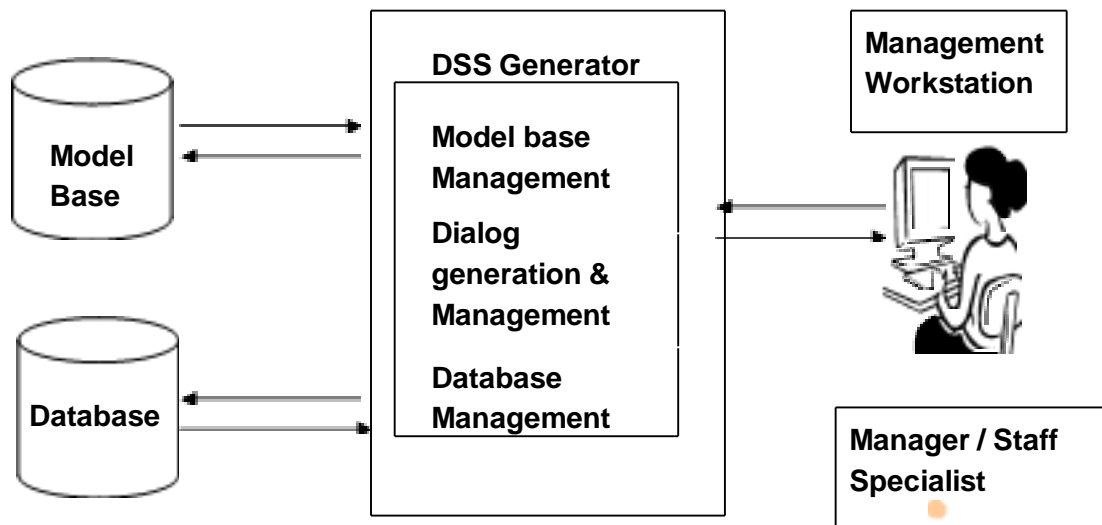 Model
Base
Database
DSS Generator
Model base
Management
Dialog
generation &
Management
Database
Management
Management
Workstation
Manager / Staff
Specialist